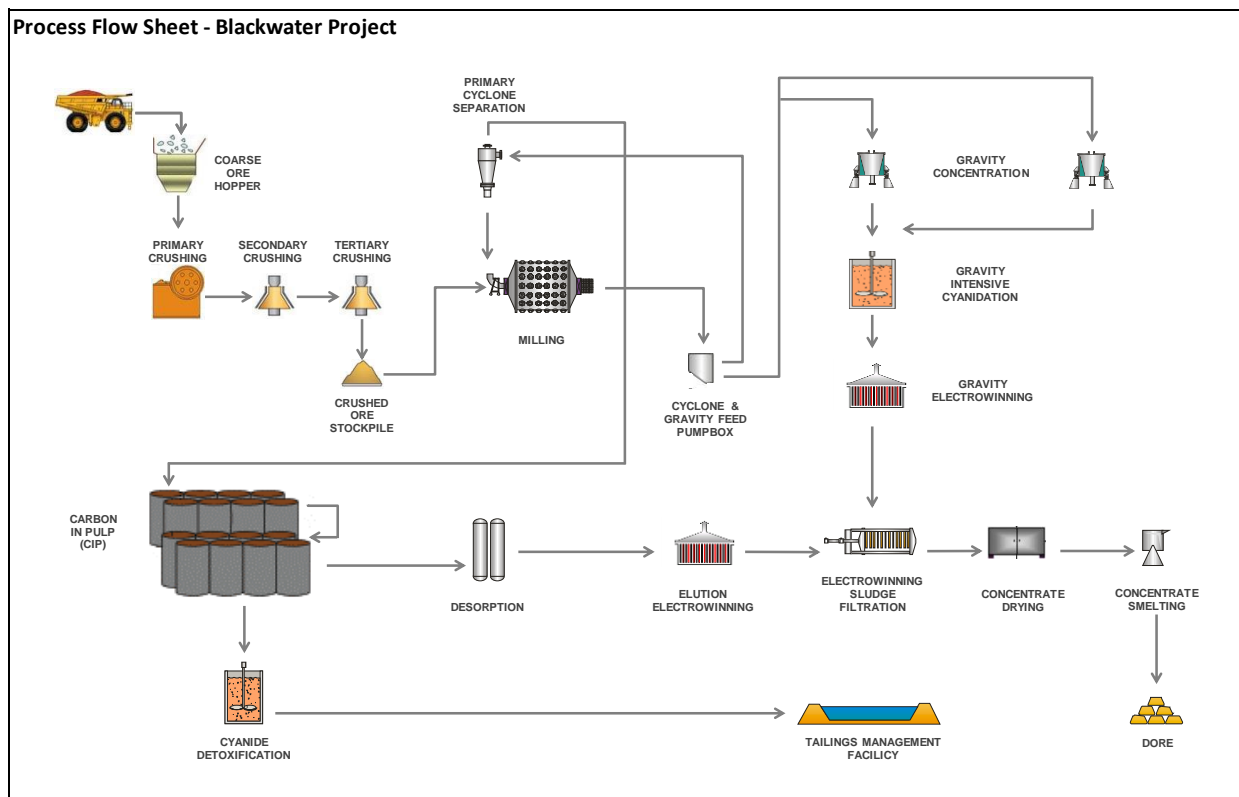 Process Flow Sheet - Blackwater Project
PRIMARY
CYCLONE
SEPARATION
COARSE
ORE
HOPPER
GRAVITY
CONCENTRATION
PRIMARY
CRUSHING
SECONDARY
CRUSHING
TERTIARY
CRUSHING
GRAVITY
INTENSIVE
CYANIDATION
MILLING
CRUSHED
ORE
STOCKPILE
CYCLONE &
GRAVITY FEED
PUMPBOX
GRAVITY
ELECTROWINNING
CARBON
IN PULP
(CIP)
DESORPTION
ELUTION
ELECTROWINNING
ELECTROWINNING
SLUDGE
FILTRATION
CONCENTRATE
DRYING
CONCENTRATE
SMELTING
CYANIDE
DETOXIFICATION
TAILINGS MANAGEMENT
FACILICY
DORE